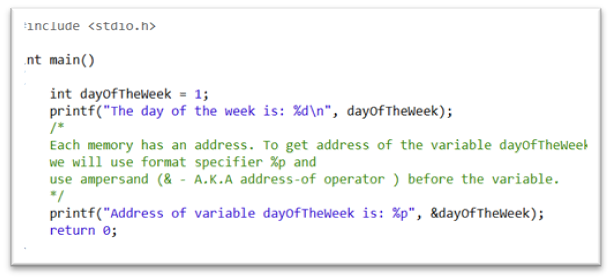 include <stdio.h>
nt main()
int dayOfTheWeek = 1;
printf("The day of the week is: %d\n", dayOfTheWeek);
/*
Each memory has an address. To get address of the variable dayOfTheWeek
we will use format specifier %p and
use ampersand (& - A.K.A address-of operator ) before the variable.
*/
printf("Address of variable dayOfTheWeek is: %p", &dayOfTheWeek);
return 0;